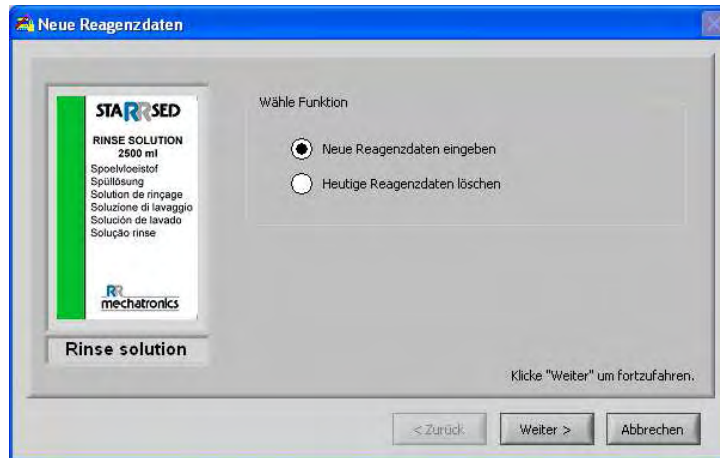 Neue Reagenzdaten
STARRSED
RINSE SOLUTION
2500 ml
Spoelvloeistof
Spüllösung
Solution de rinçage
Soluzione di lavaggio
Solución de lavado
Solução rinse
RR
mechatronics
Rinse solution
Wähle Funktion
Neue Reagenzdaten eingeben
Heutige Reagenzdaten löschen
Klicke "Weiter" um fortzufahren.
< Zurück
Weiter >
Abbrechen